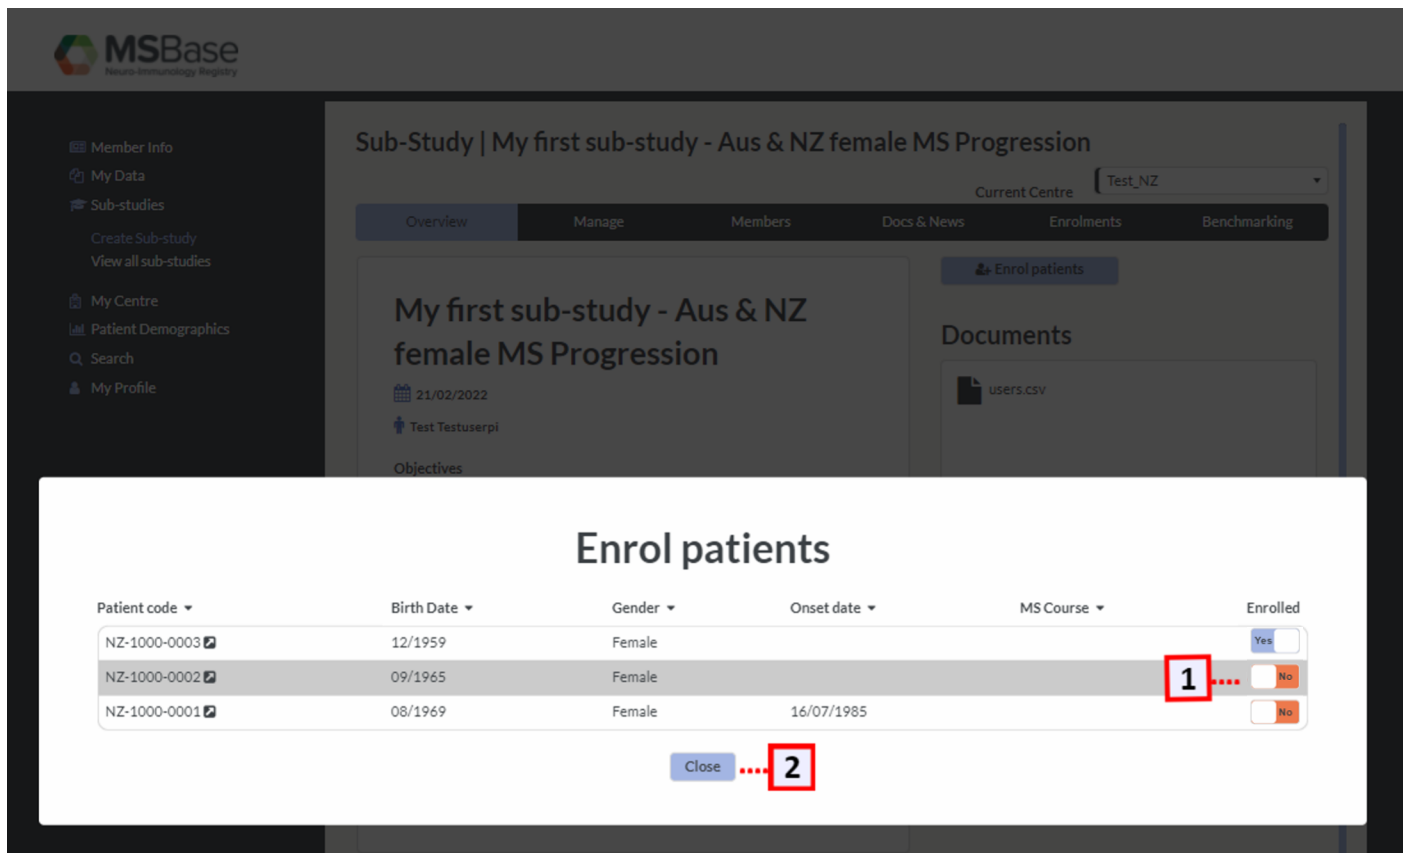 MSBase
Neuro-Immunology Registry
Member Info
My Data
Sub-studies
Create Sub-study
View all sub-studies
My Centre
Patient Demographics
Search
My Profile
Sub-Study | My first sub-study - Aus & NZ female MS Progression
Current Centre Test_NZ
Overview Manage Members Docs & News Enrolments Benchmarking
Enrol patients
My first sub-study - Aus & NZ
female MS Progression
21/02/2022
Test Testuserpi
Objectives
Documents
users.csv
Enrol patients
Patient code Birth Date Gender Onset date MS Course Enrolled
NZ-1000-0003 12/1959 Female Yes
NZ-1000-0002 09/1965 Female 1 No
NZ-1000-0001 08/1969 Female 16/07/1985 No
Close 2